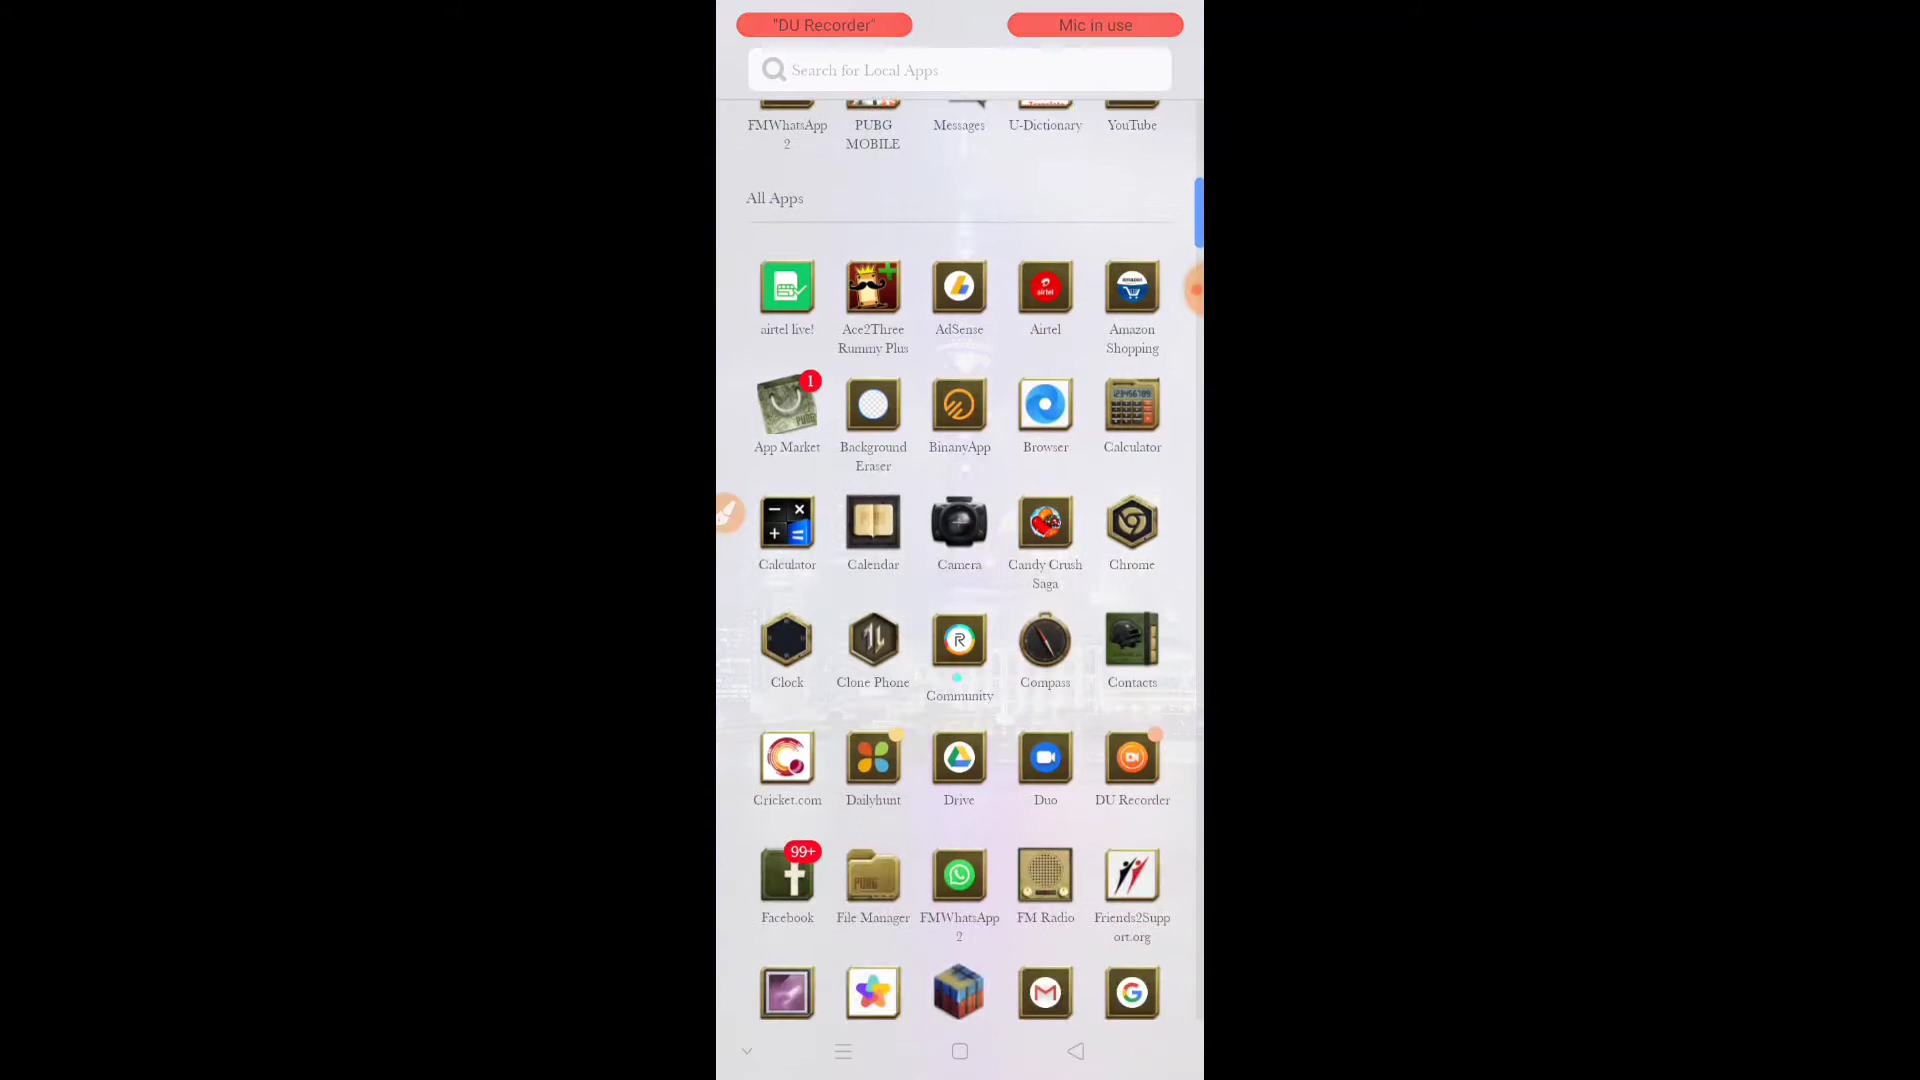 "DU Recorder" Mic in use
Search for Local Apps
FMWhatsApp PUBG Messages U-Dictionary YouTube
2 MOBILE
All Apps
airtel live! Ace2Three AdSense Airtel Amazon
Rummy Plus Shopping
1
App Market Background BinanyApp Browser Calculator
Eraser
Calculator Calendar Camera Candy Crush Chrome
Saga
Clock Clone Phone Community Compass Contacts
Cricket.com Dailyhunt Drive Duo DU Recorder
99+
Facebook File Manager FMWhatsApp FM Radio Friends2Supp
2 ort.org